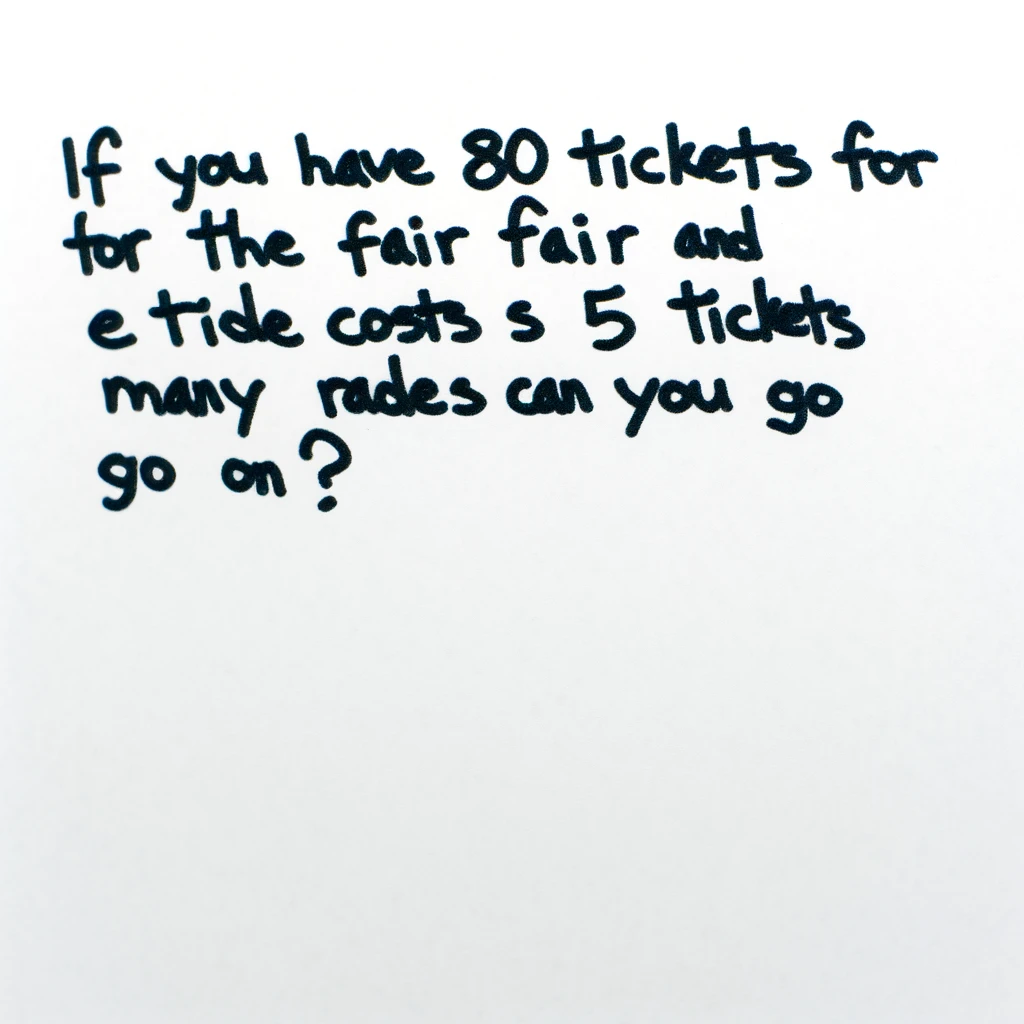 If you have 80 tickets for
for the fair fair and
e tide costs s 5 tickets
many rades can you go
go on?